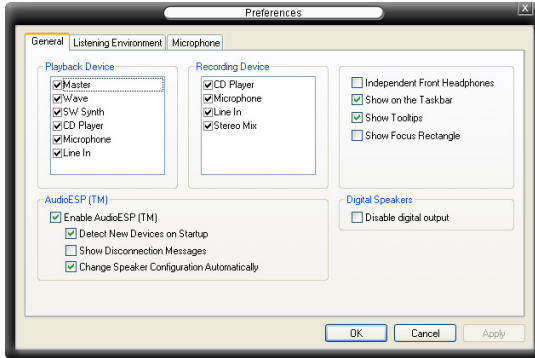 Preferences
X
General
Listening Environment
Microphone
Playback Device
Master
Wave
SW Synth
CD Player
Microphone
Line In
Recording Device
CD Player
Microphone
Line In
Stereo Mix
Independent Front Headphones
Show on the Taskbar
Show Tooltips
Show Focus Rectangle
AudioESP (TM)
Enable AudioESP (TM)
Detect New Devices on Startup
Show Disconnection Messages
Change Speaker Configuration Automatically
Digital Speakers
Disable digital output
OK
Cancel
Apply